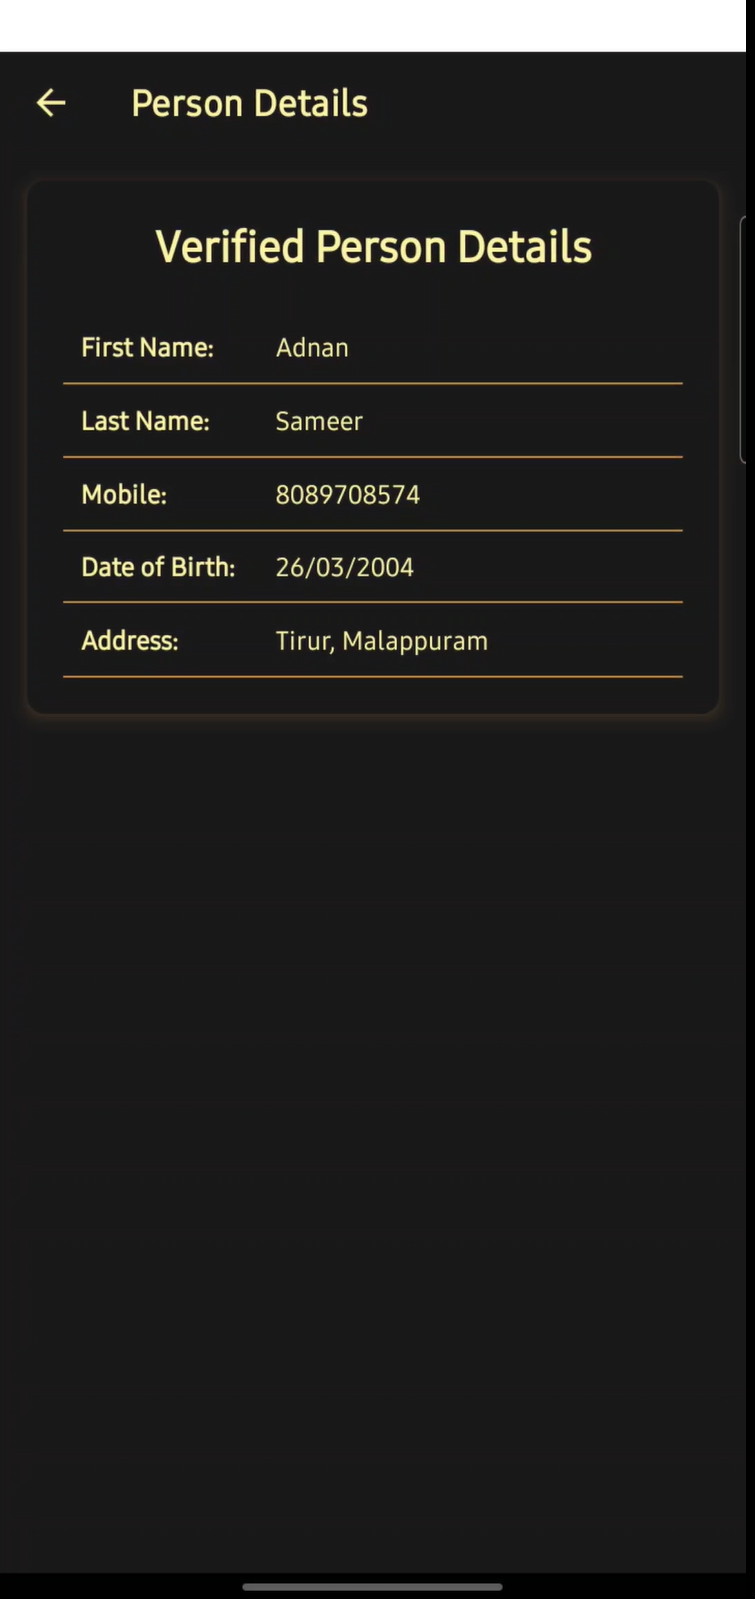 Person Details
Verified Person Details
First Name: Adnan
Last Name: Sameer
Mobile: 8089708574
Date of Birth: 26/03/2004
Address: Tirur, Malappuram